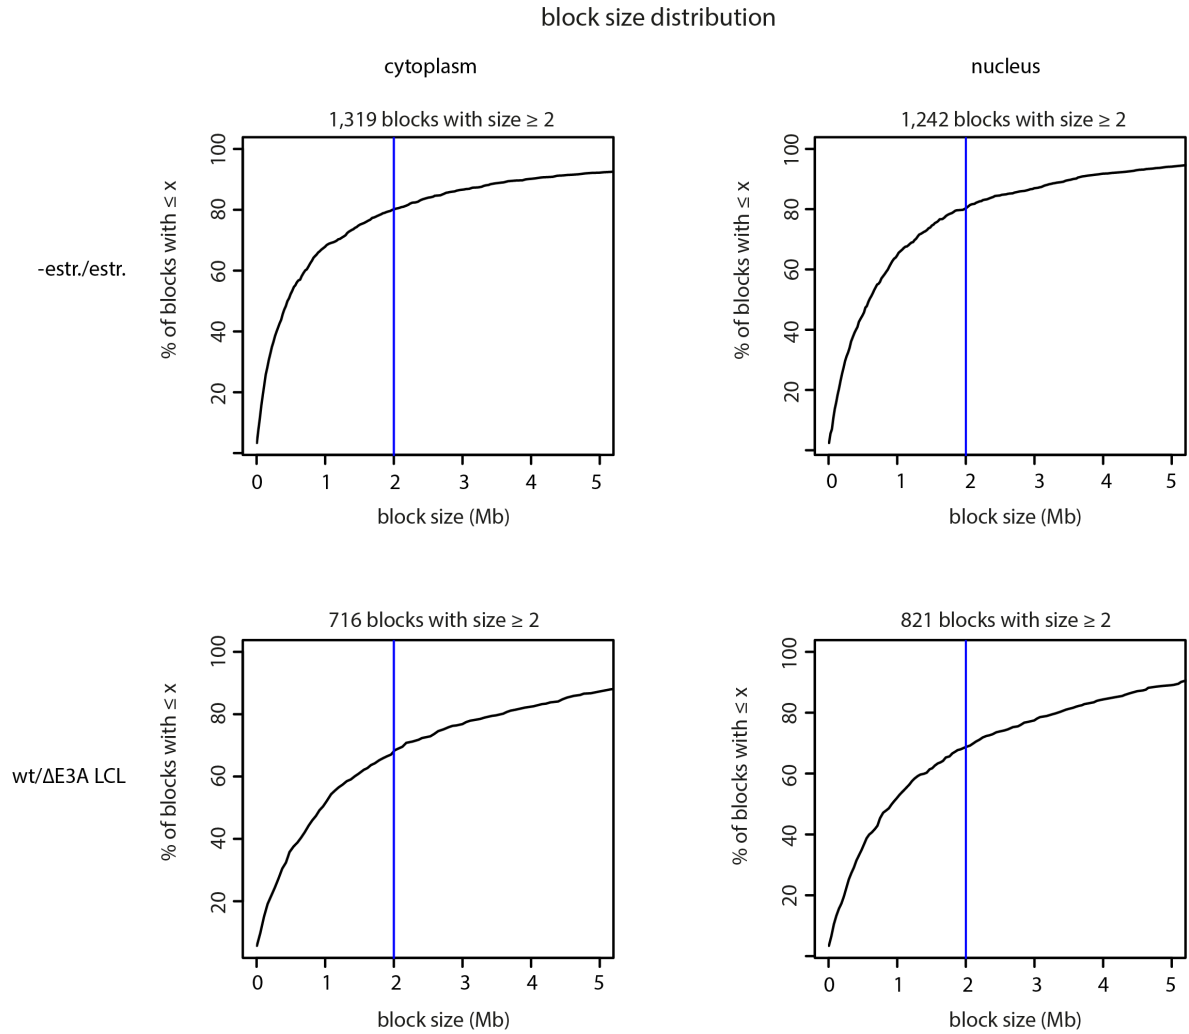 block size distribution
cytoplasm
nucleus
1,319 blocks with size ≥ 2
1,242 blocks with size ≥ 2
-estr./estr.
% of blocks with ≤ x
100
80
60
40
20
0 1 2 3 4 5
block size (Mb)
% of blocks with ≤ x
100
80
60
40
20
0 1 2 3 4 5
block size (Mb)
716 blocks with size ≥ 2
821 blocks with size ≥ 2
wt/ΔE3A LCL
% of blocks with ≤ x
100
80
60
40
20
0 1 2 3 4 5
block size (Mb)
% of blocks with ≤ x
100
80
60
40
20
0 1 2 3 4 5
block size (Mb)